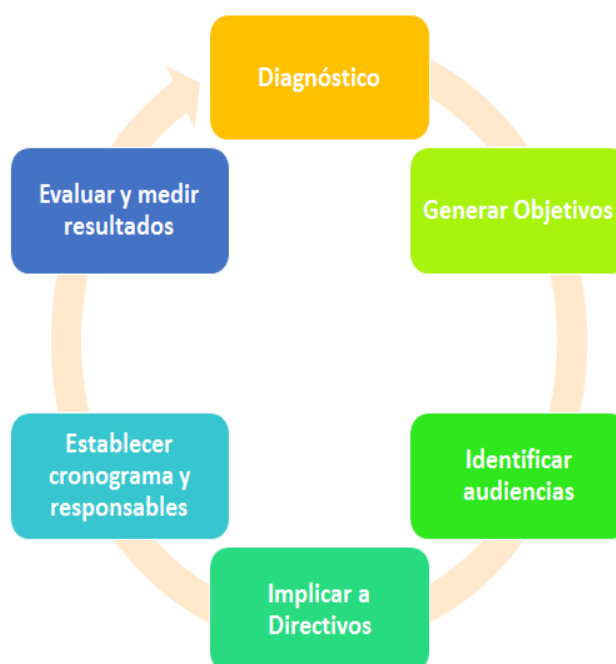 Diagnóstico
Generar Objetivos
Identificar
audiencias
Implicar a
Directivos
Establecer
cronograma y
responsables
Evaluar y medir
resultados